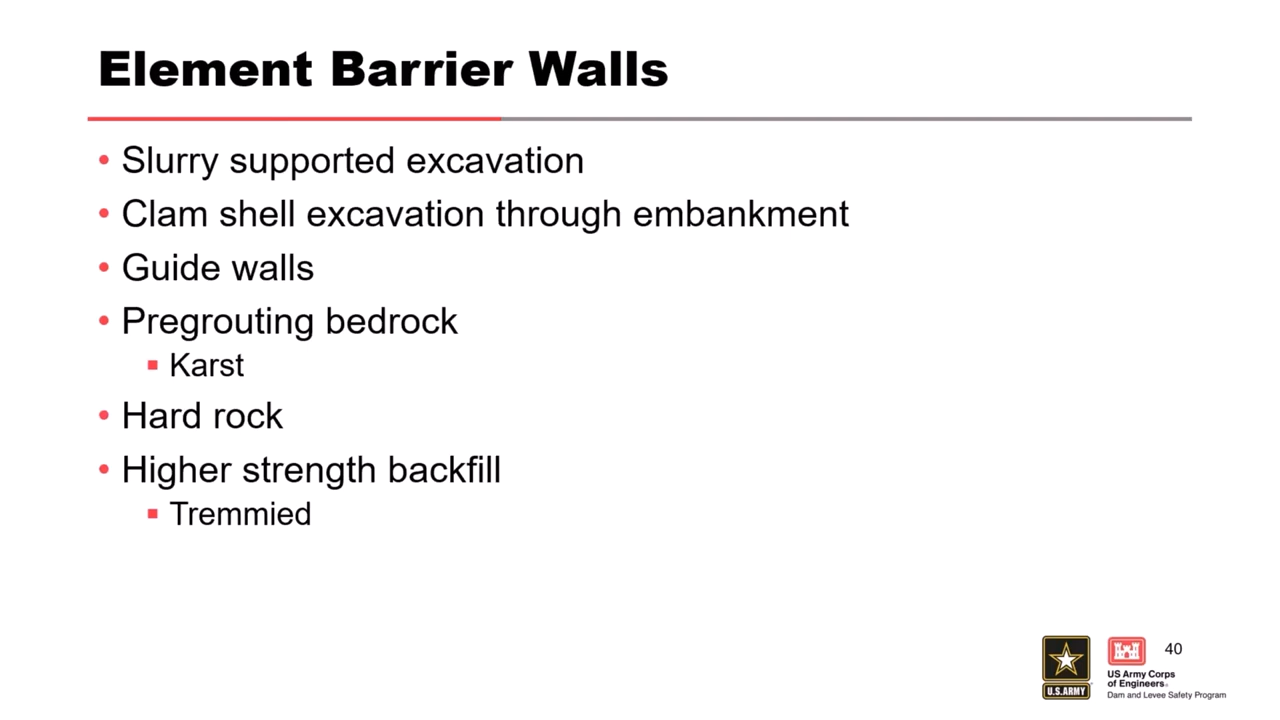 Element Barrier Walls
• Slurry supported excavation
• Clam shell excavation through embankment
• Guide walls
• Pregrouting bedrock
▪ Karst
• Hard rock
• Higher strength backfill
▪ Tremmied
40
U.S.ARMY
US Army Corps
of Engineers®
Dam and Levee Safety Program